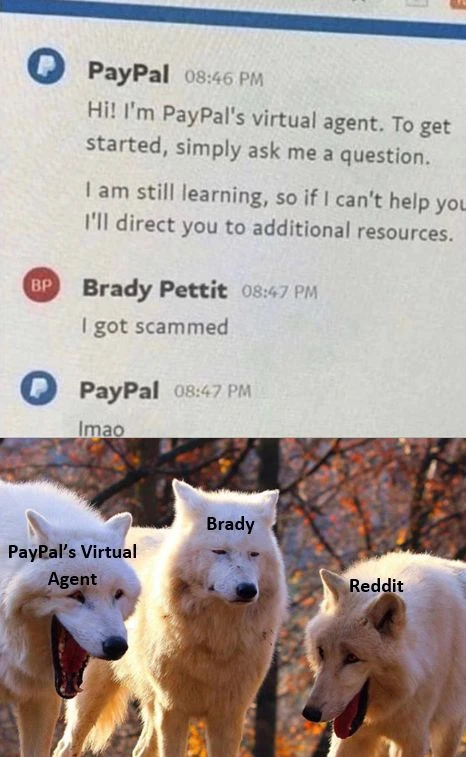 PayPal 08:46 PM
Hi! I'm PayPal's virtual agent. To get
started, simply ask me a question.
I am still learning, so if I can't help you
I'll direct you to additional resources.
BP Brady Pettit 08:47 PM
I got scammed
PayPal 08:47 PM
lmao
Brady
PayPal's Virtual
Agent
Reddit